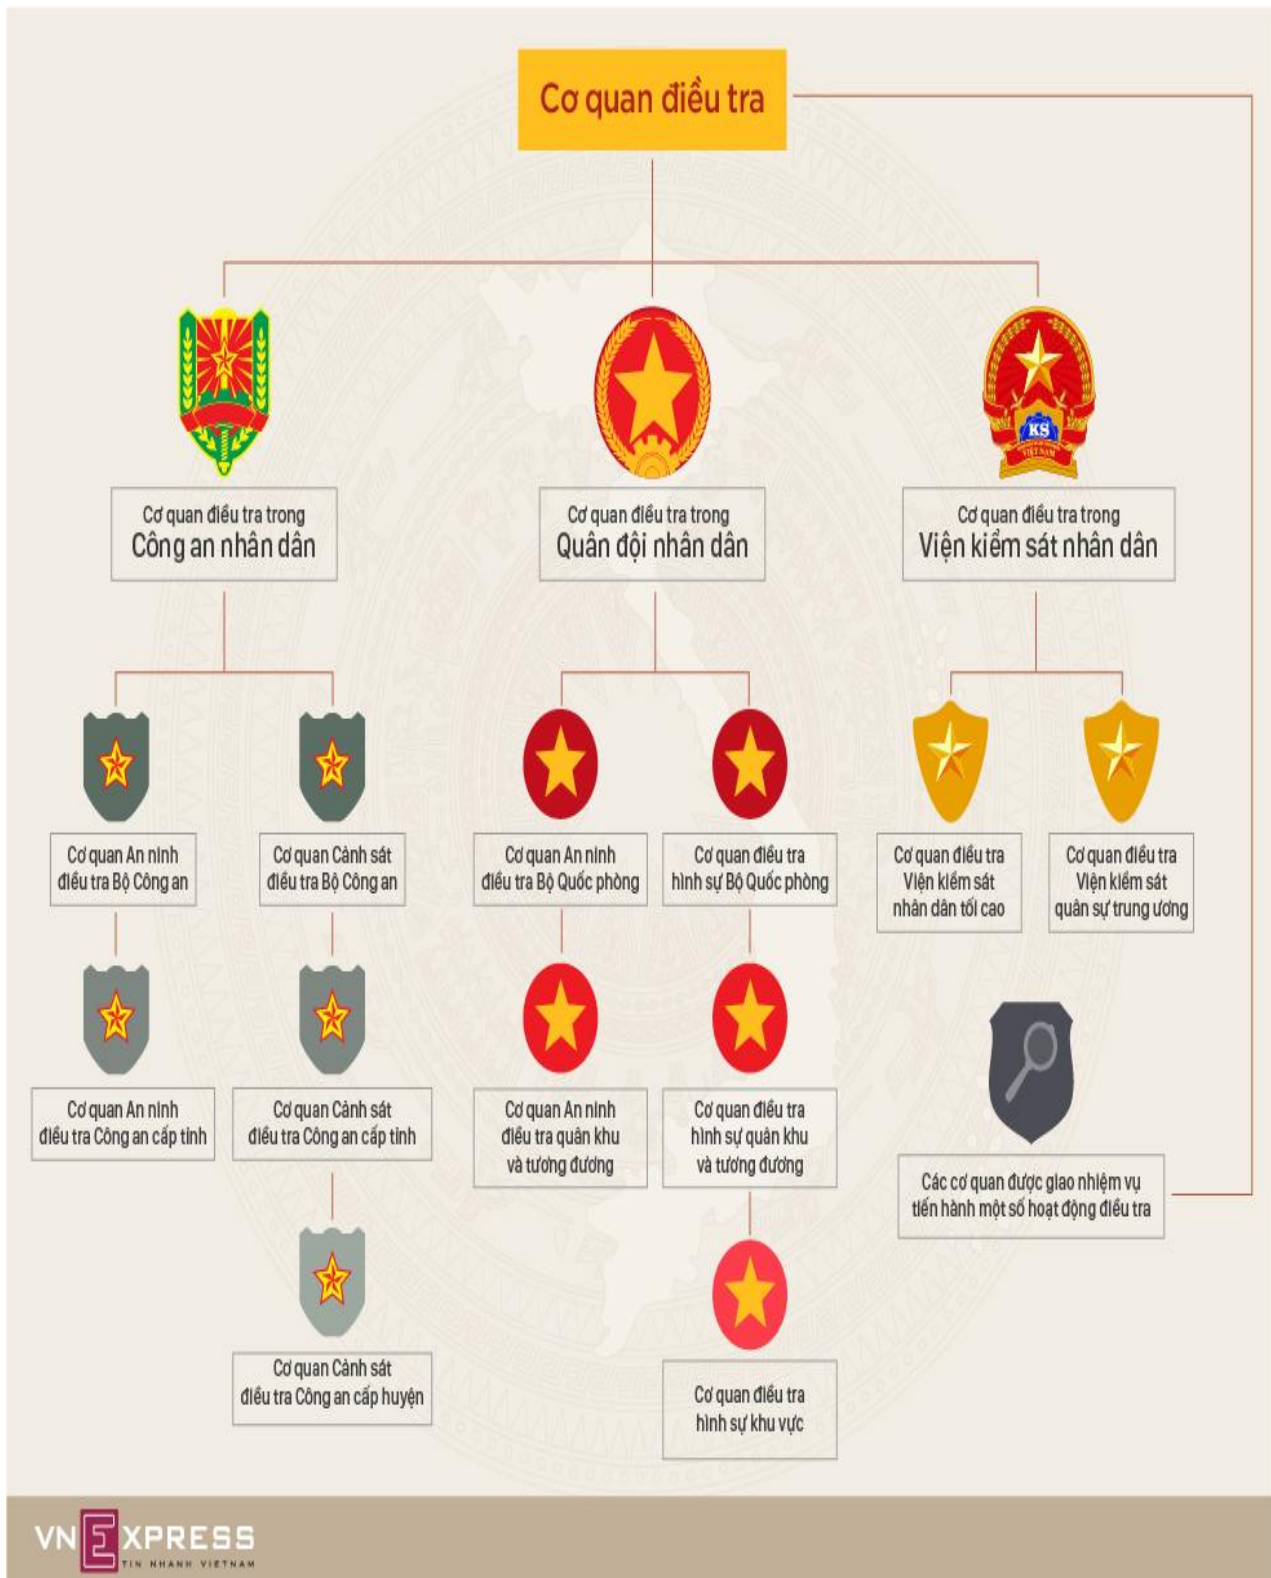 Cơ quan điều tra
KS
VIỆT NAM
Cơ quan điều tra trong
Công an nhân dân
Cơ quan điều tra trong
Quân đội nhân dân
Cơ quan điều tra trong
Viện kiểm sát nhân dân
Cơ quan An ninh
điều tra Bộ Công an
Cơ quan Cảnh sát
điều tra Bộ Công an
Cơ quan An ninh
điều tra Bộ Quốc phòng
Cơ quan điều tra
hình sự Bộ Quốc phòng
Cơ quan điều tra
Viện kiểm sát
nhân dân tối cao
Cơ quan điều tra
Viện kiểm sát
quân sự trung ương
Cơ quan An ninh
điều tra Công an cấp tỉnh
Cơ quan Cảnh sát
điều tra Công an cấp tỉnh
Cơ quan An ninh
điều tra quân khu
và tương đương
Cơ quan điều tra
hình sự quân khu
và tương đương
Các cơ quan được giao nhiệm vụ
tiến hành một số hoạt động điều tra
Cơ quan Cảnh sát
điều tra Công an cấp huyện
Cơ quan điều tra
hình sự khu vực
VNEXPRESS
TIN NHANH VIETNAM